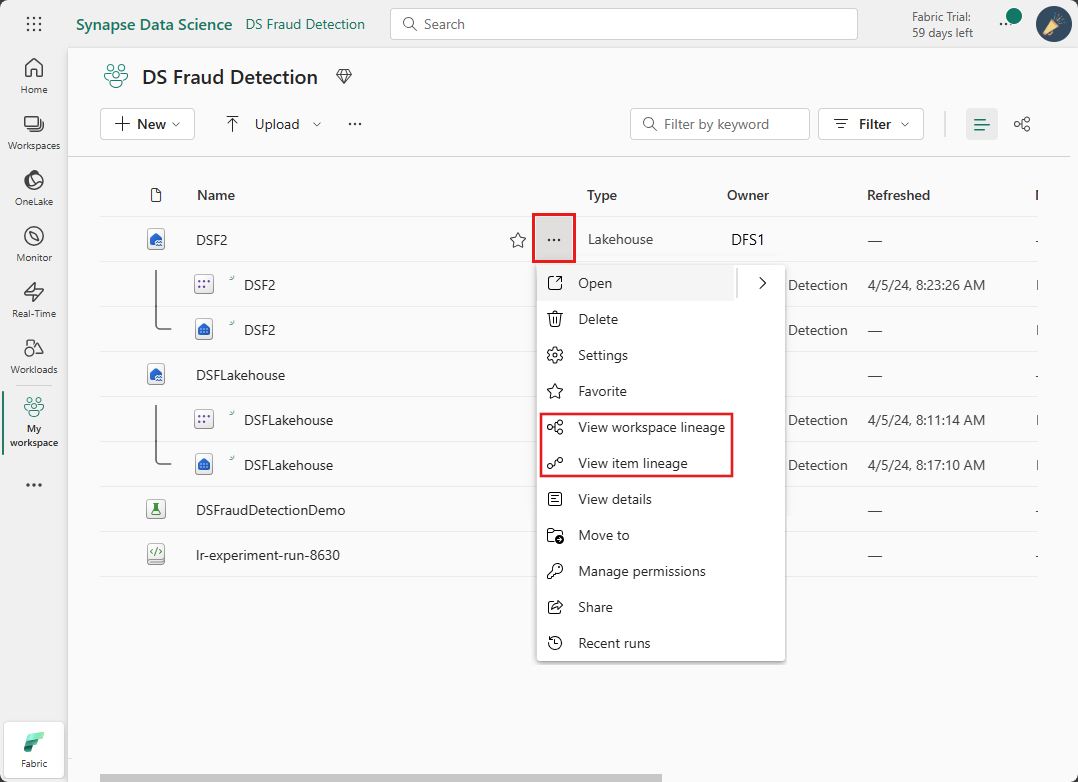 Synapse Data Science DS Fraud Detection
Search
Fabric Trial:
59 days left
Home
Workspaces
OneLake
Monitor
Real-Time
Workloads
My
workspace
Fabric
DS Fraud Detection
New
Upload
Filter by keyword
Filter
Name Type Owner Refreshed
DSF2 Lakehouse DFS1 —
DSF2 Detection 4/5/24, 8:23:26 AM
DSF2 Detection —
DSFLakehouse —
DSFLakehouse Detection 4/5/24, 8:11:14 AM
DSFLakehouse Detection 4/5/24, 8:17:10 AM
DSFraudDetectionDemo —
lr-experiment-run-8630 —
Open
Delete
Settings
Favorite
View workspace lineage
View item lineage
View details
Move to
Manage permissions
Share
Recent runs